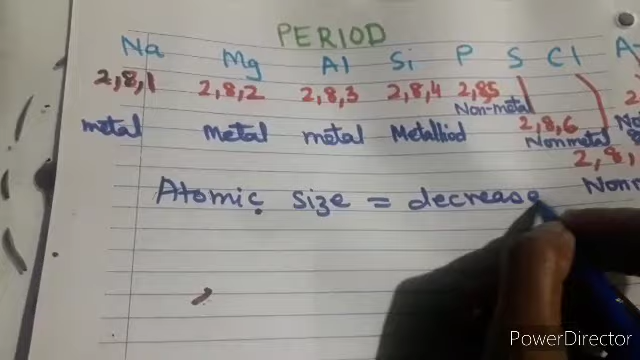 PERIOD
Na Mg Al Si P S Cl A
2,8,1 2,8,2 2,8,3 2,8,4 2,8,5
Non-metal
metal Metal metal Metalliod 2,8,6
Nonmetal
2,8,
Atomic size = decrease
PowerDirector